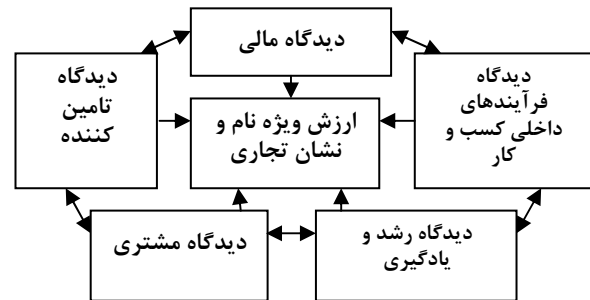 دیدگاه مالی
دیدگاه
فرآیندهای
داخلی کسب و
کار
ارزش ویژه نام و
نشان تجاری
دیدگاه
تامین
کننده
دیدگاه رشد و
یادگیری
دیدگاه مشتری